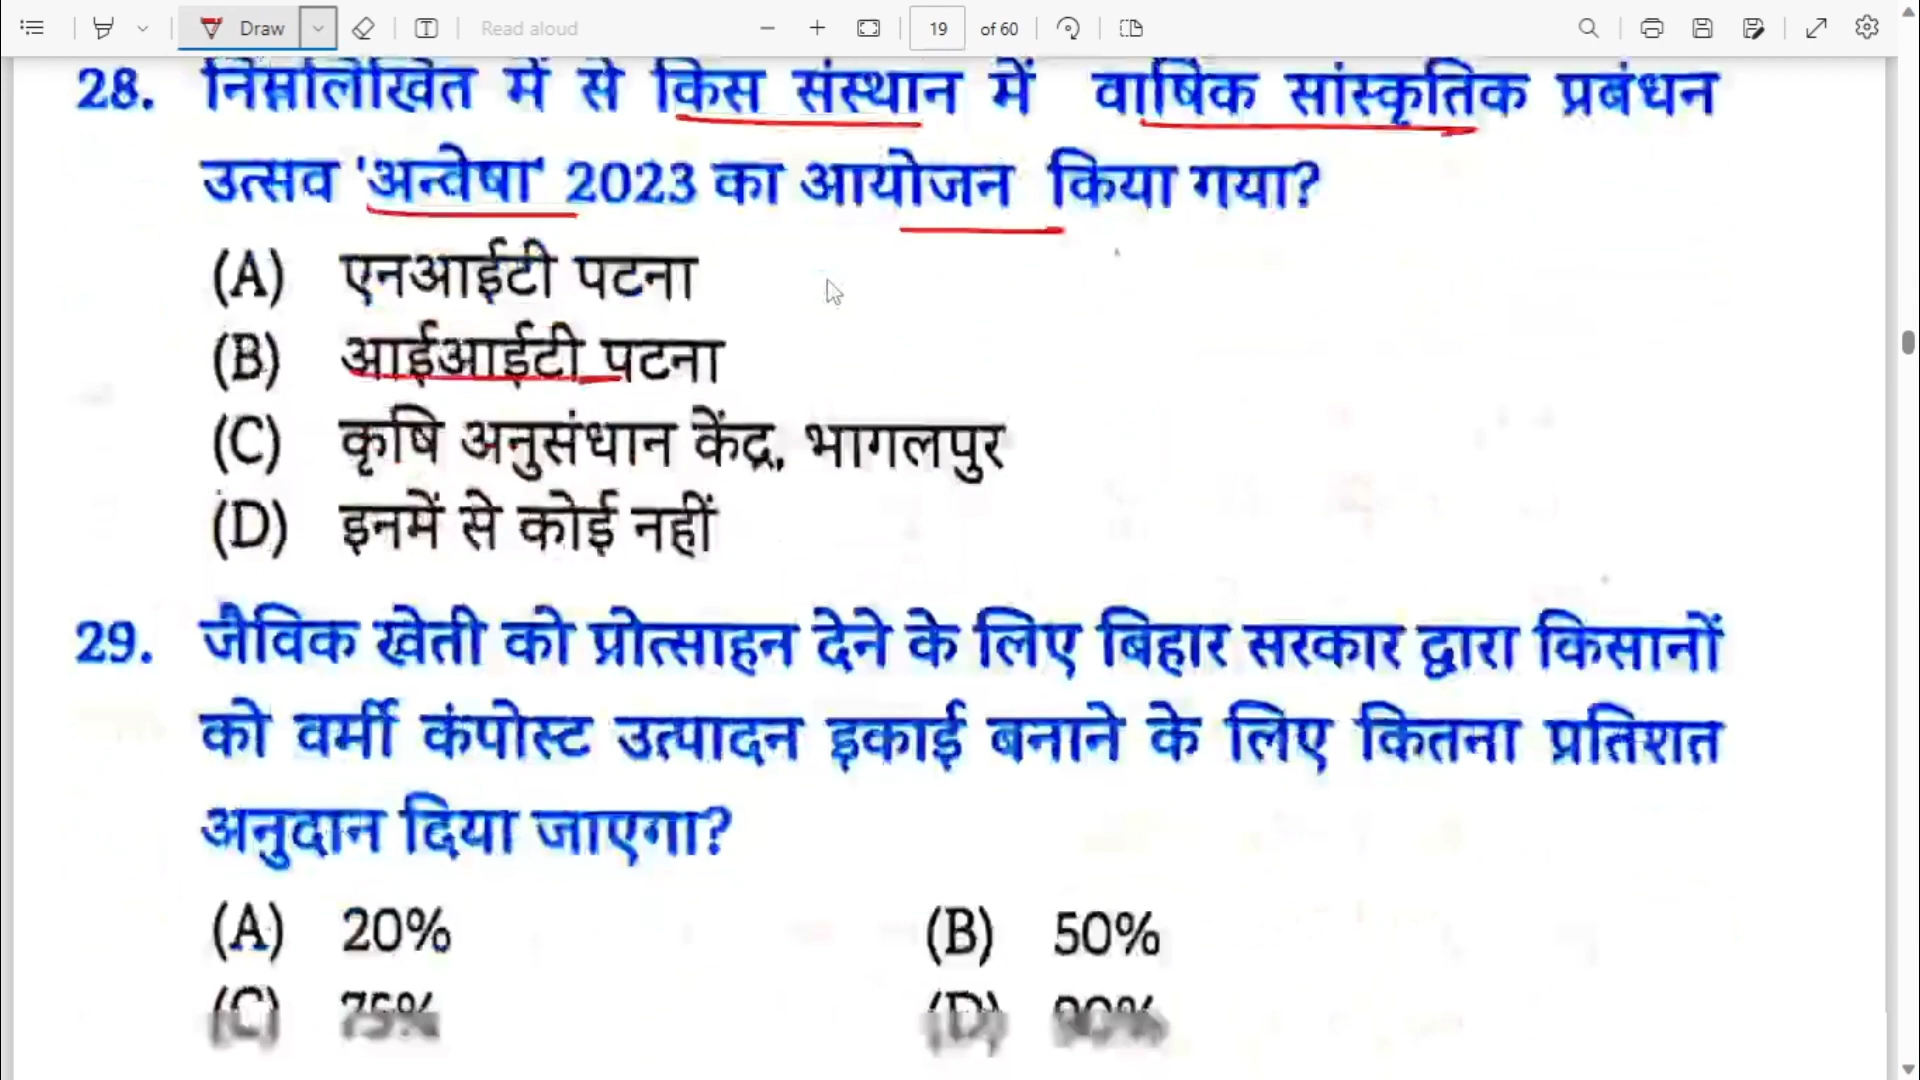 Draw
Read aloud
19 of 60
28. निम्नलिखित में से किस संस्थान में वार्षिक सांस्कृतिक प्रबंधन
उत्सव 'अन्वेषा' 2023 का आयोजन किया गया?
(A) एनआईटी पटना
(B) आईआईटी पटना
(C) कृषि अनुसंधान केंद्र, भागलपुर
(D) इनमें से कोई नहीं
29. जैविक खेती को प्रोत्साहन देने के लिए बिहार सरकार द्वारा किसानों
को वर्मी कंपोस्ट उत्पादन इकाई बनाने के लिए कितना प्रतिशत
अनुदान दिया जाएगा?
(A) 20% (B) 50%
(C) 75% (D)